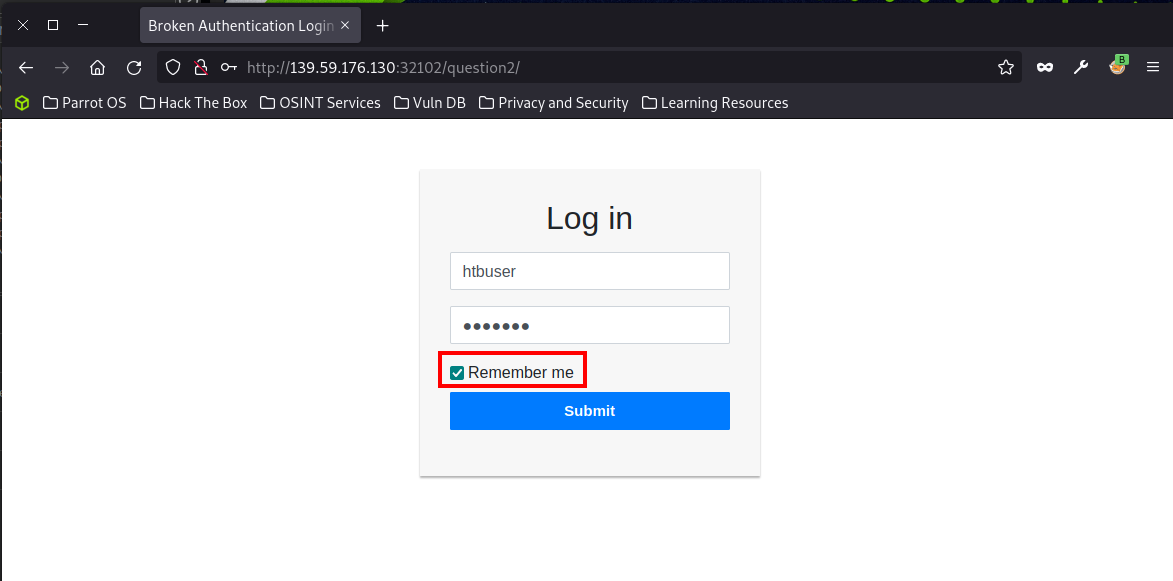 Broken Authentication Login
http://139.59.176.130:32102/question2/
B
Parrot OS Hack The Box OSINT Services Vuln DB Privacy and Security Learning Resources
Log in
htbuser
●●●●●●●
Remember me
Submit